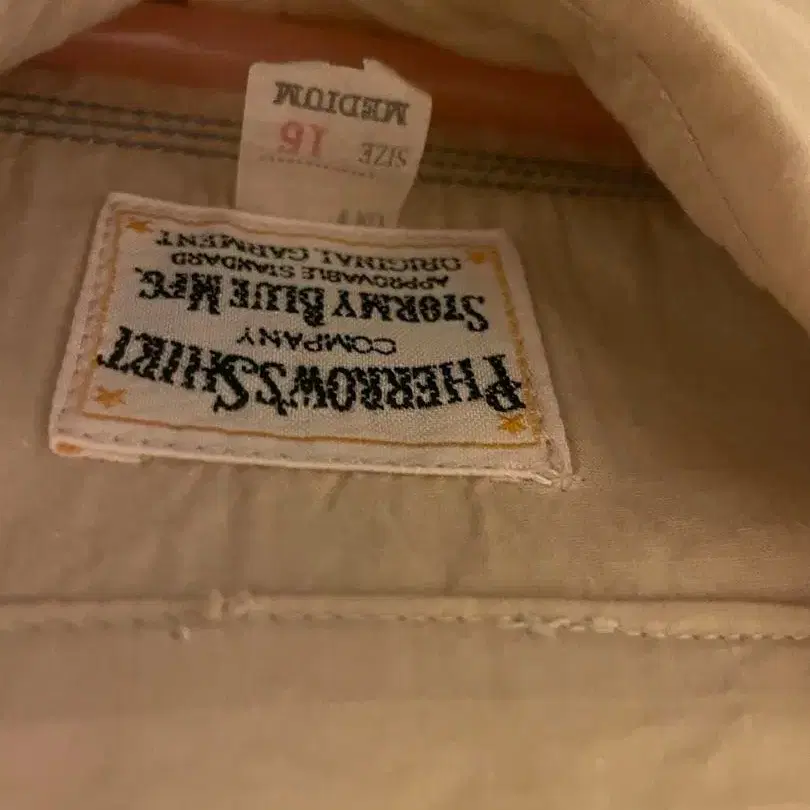 PHERROW'S SHIRT
COMPANY
STORMY BLUE MFG.
APPROVABLE STANDARD
ORIGINAL GARMENT.
SIZE 16
MEDIUM